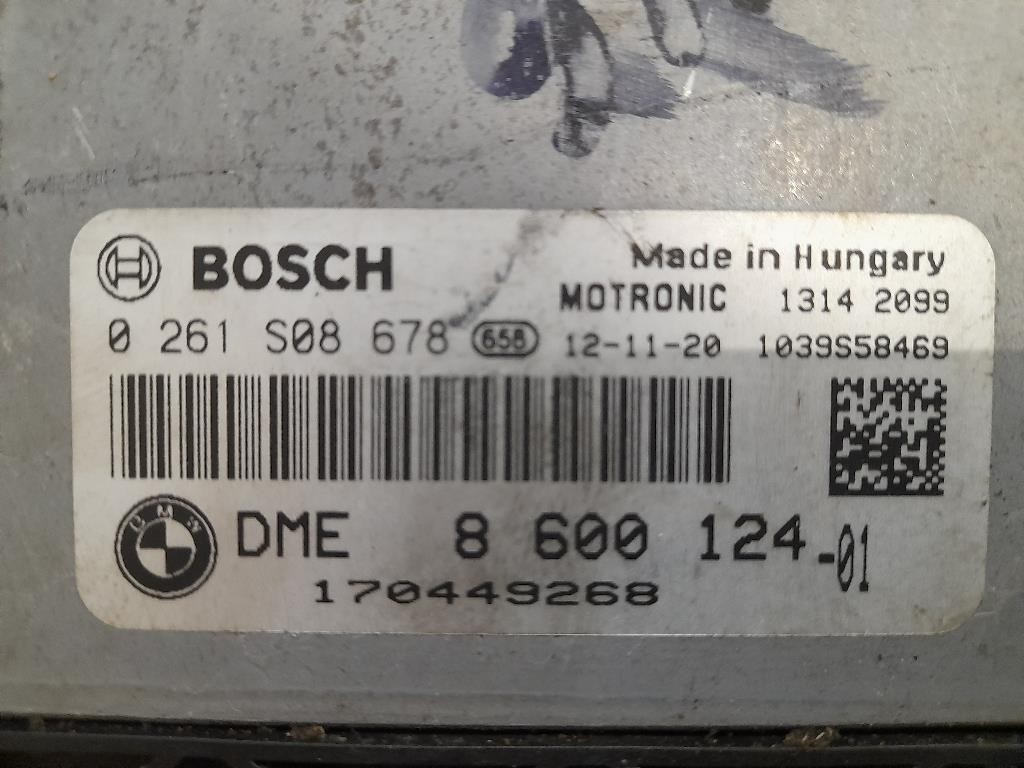 BOSCH
Made in Hungary
MOTRONIC 1314 2099
0 261 S08 678 658 12-11-20 1039S58469
BMW DME 8 600 124-01
170449268